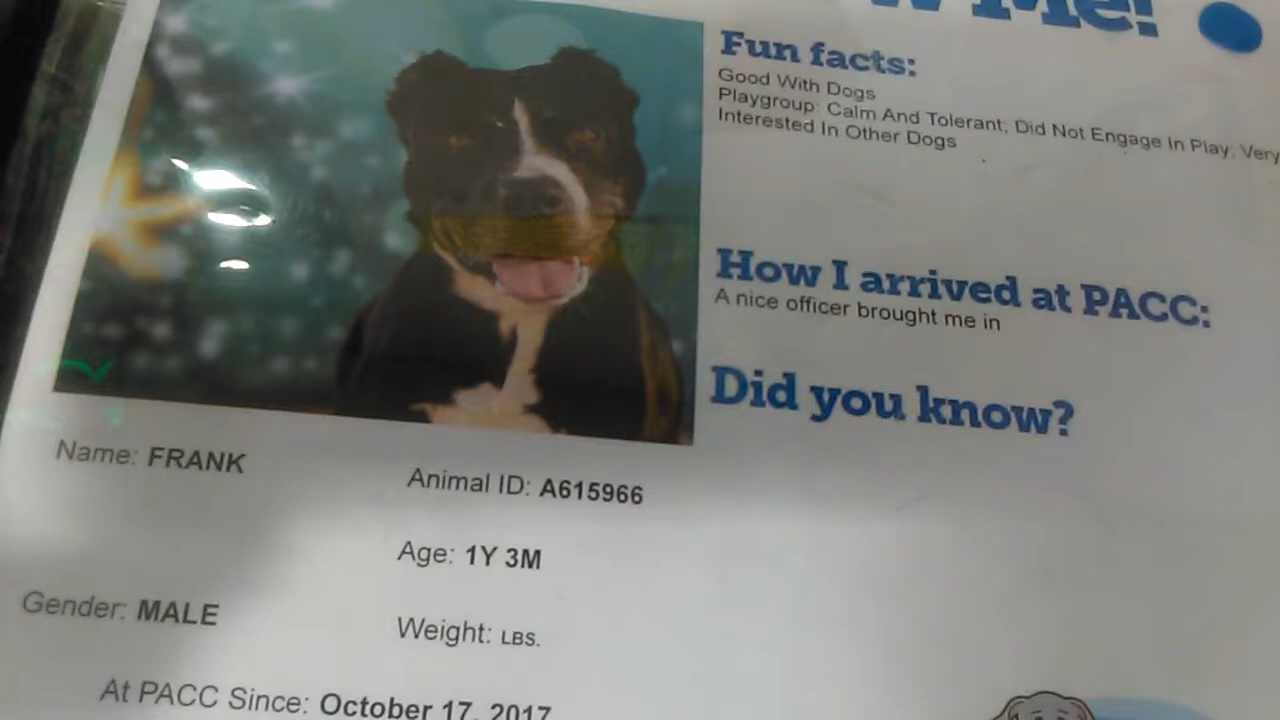 Me!
Fun facts:
Good With Dogs
Playgroup: Calm And Tolerant; Did Not Engage In Play; Very
Interested In Other Dogs
How I arrived at PACC:
A nice officer brought me in
Did you know?
Name: FRANK
Animal ID: A615966
Age: 1Y 3M
Gender: MALE
Weight: LBS.
At PACC Since: October 17, 2017